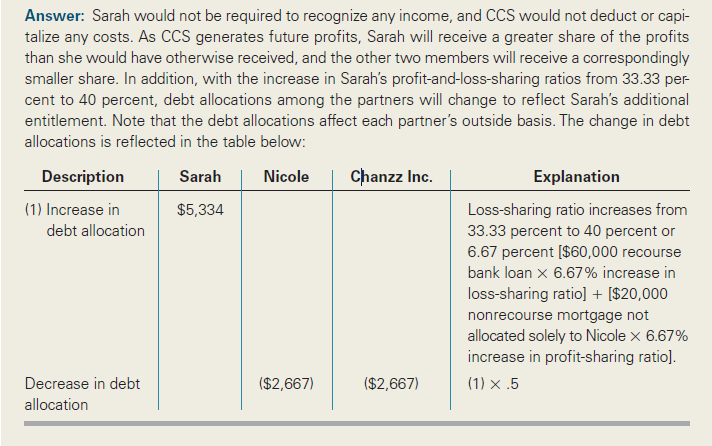 Answer: Sarah would not be required to recognize any income, and CCS would not deduct or capi-
talize any costs. As CCS generates future profits, Sarah will receive a greater share of the profits
than she would have otherwise received, and the other two members will receive a correspondingly
smaller share. In addition, with the increase in Sarah's profit-and-loss-sharing ratios from 33.33 per-
cent to 40 percent, debt allocations among the partners will change to reflect Sarah's additional
entitlement. Note that the debt allocations affect each partner's outside basis. The change in debt
allocations is reflected in the table below:
Description Sarah Nicole Chanzz Inc. Explanation
(1) Increase in $5,334 Loss-sharing ratio increases from
debt allocation 33.33 percent to 40 percent or
6.67 percent [$60,000 recourse
bank loan × 6.67% increase in
loss-sharing ratio] + [$20,000
nonrecourse mortgage not
allocated solely to Nicole × 6.67%
increase in profit-sharing ratio].
Decrease in debt ($2,667) ($2,667) (1) × .5
allocation